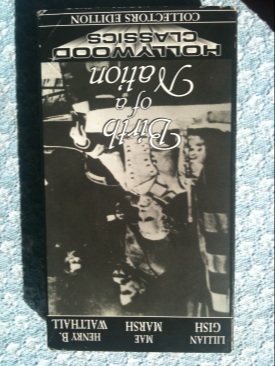 LILLIAN MAE HENRY B.
GISH MARSH WALTHALL
Birth
of a
Nation
HOLLYWOOD
CLASSICS
COLLECTORS EDITION